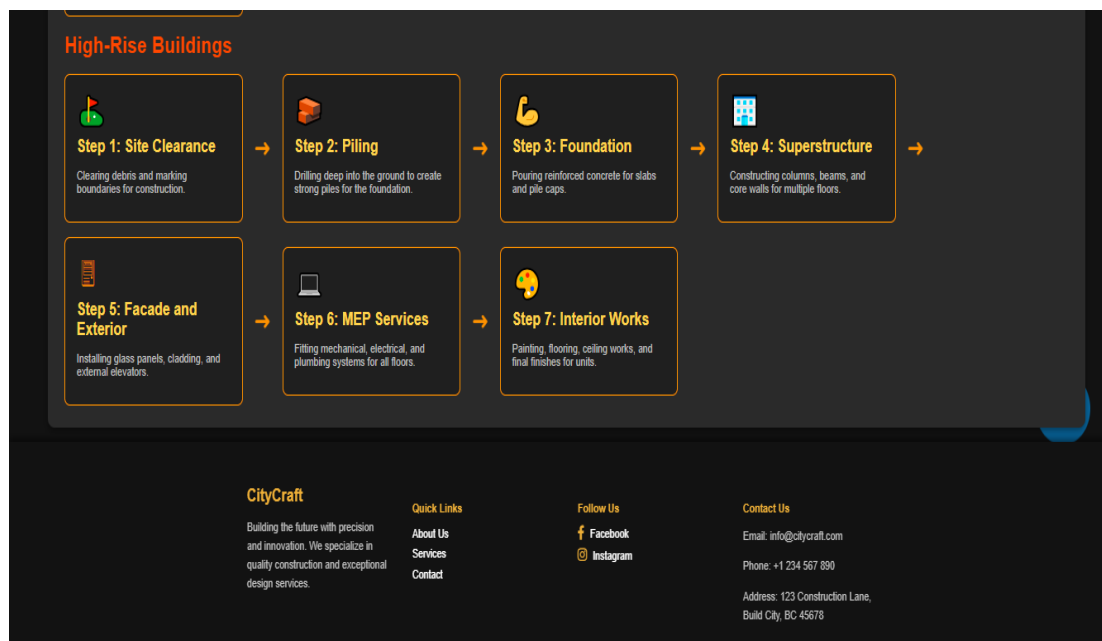 High-Rise Buildings
Step 1: Site Clearance
Clearing debris and marking
boundaries for construction.
→
Step 2: Piling
Drilling deep into the ground to create
strong piles for the foundation.
→
Step 3: Foundation
Pouring reinforced concrete for slabs
and pile caps.
→
Step 4: Superstructure
Constructing columns, beams, and
core walls for multiple floors.
→
Step 5: Facade and
Exterior
Installing glass panels, cladding, and
external elevators.
→
Step 6: MEP Services
Fitting mechanical, electrical, and
plumbing systems for all floors.
→
Step 7: Interior Works
Painting, flooring, ceiling works, and
final finishes for units.
CityCraft
Building the future with precision
and innovation. We specialize in
quality construction and exceptional
design services.
Quick Links
About Us
Services
Contact
Follow Us
Facebook
Instagram
Contact Us
Email: info@citycraft.com
Phone: +1 234 567 890
Address: 123 Construction Lane,
Build City, BC 45678